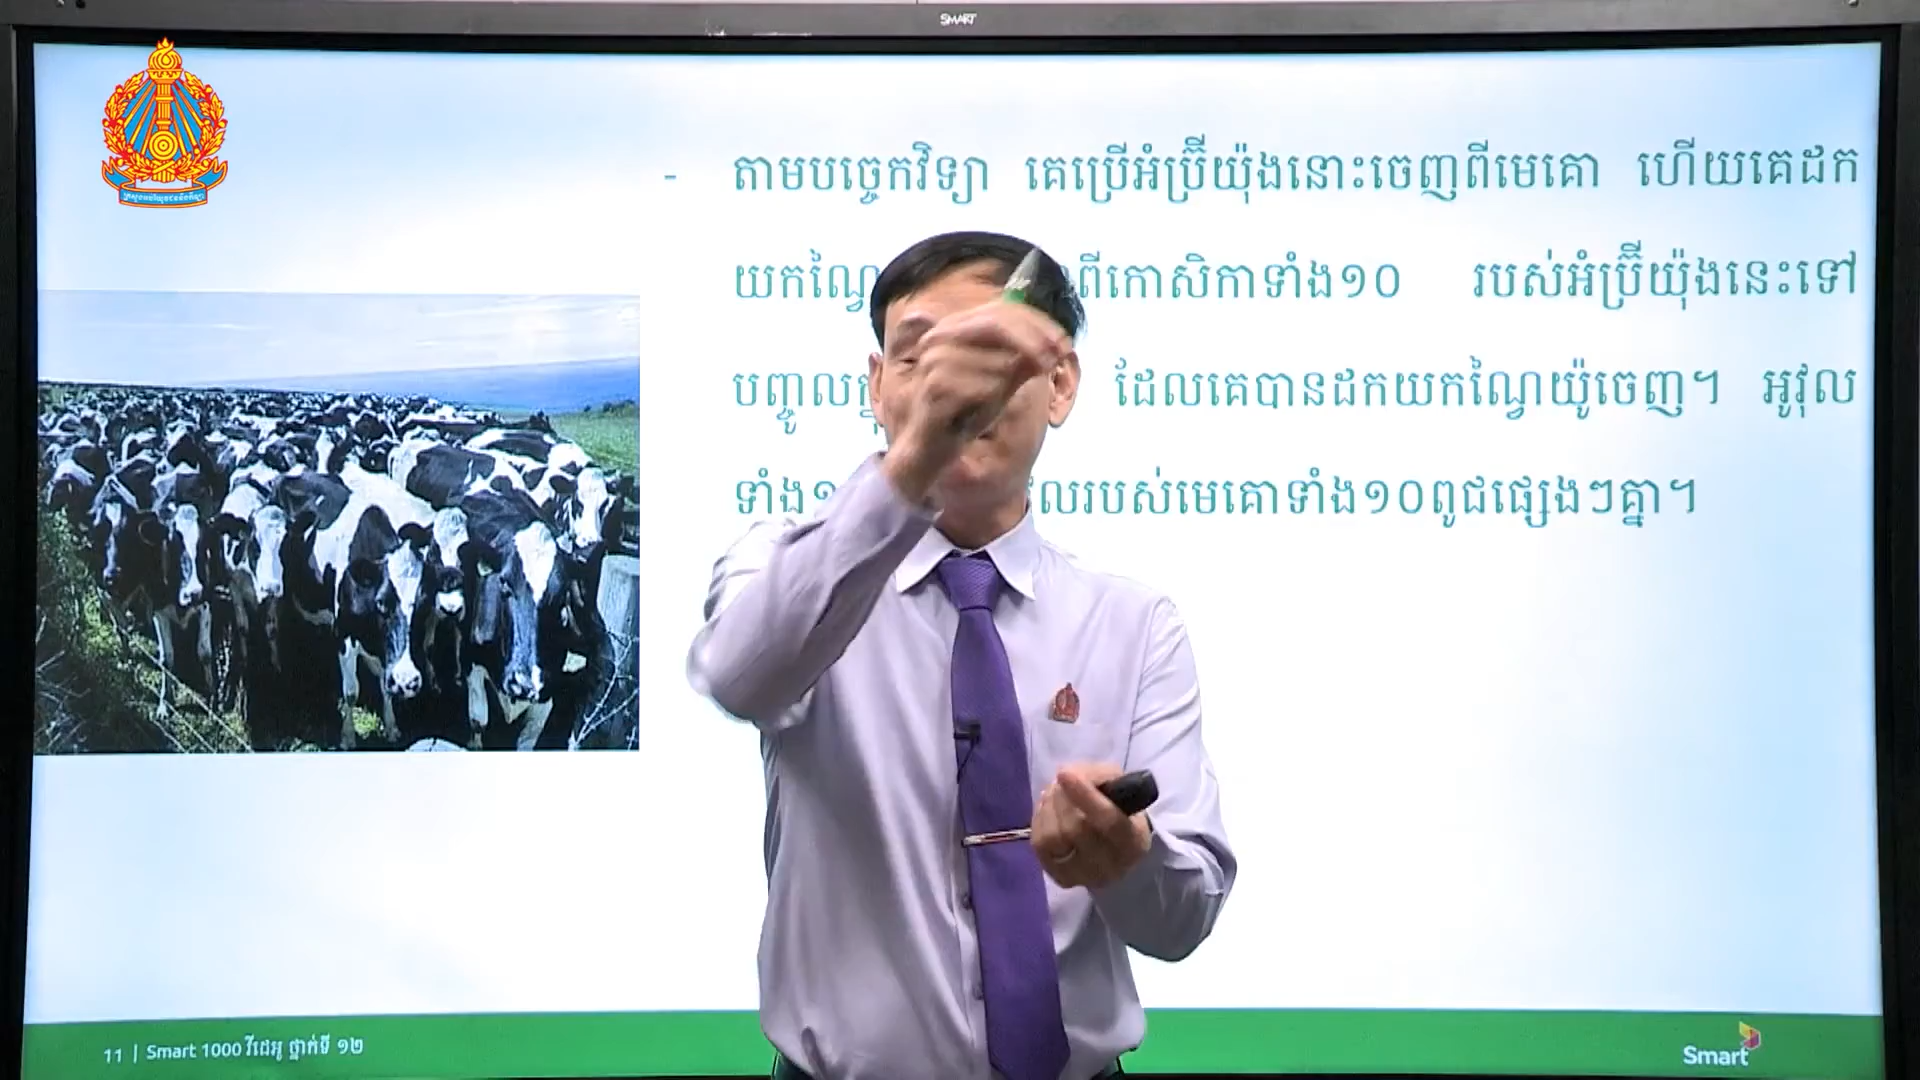 SMART
- តាមបច្ចេកវិទ្យា គេប្រើអំប្រ៊ីយ៉ុងនោះចេញពីមេគោ ហើយគេដក
យកណ្វៃ ពីកោសិកាទាំង១០ របស់អំប្រ៊ីយ៉ុងនេះទៅ
បញ្ចូលក្នុ ដែលគេបានដកយកណ្វៃយ៉ូចេញ។ អូវុល
ទាំង១ លរបស់មេគោទាំង១០ពូជផ្សេងៗគ្នា។
11 | Smart 1000 វីដេអូ ថ្នាក់ទី ១២
Smart